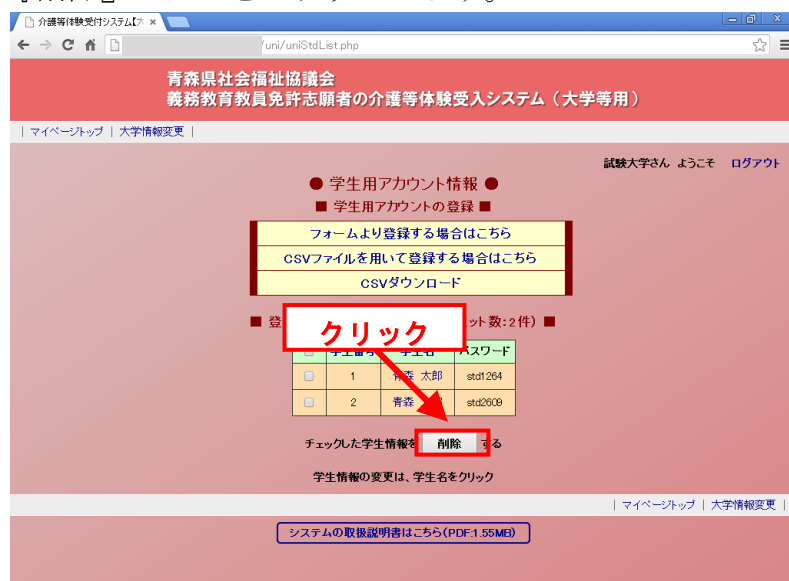 介護等体験受付システム【大
/uni/uniStdList.php
青森県社会福祉協議会
義務教育教員免許志願者の介護等体験受入システム（大学等用）
| マイページトップ | 大学情報変更 |
試験大学さん ようこそ ログアウト
● 学生用アカウント情報 ●
■ 学生用アカウントの登録 ■
フォームより登録する場合はこちら
CSVファイルを用いて登録する場合はこちら
CSVダウンロード
■ 登 ット数:2件) ■
クリック
学生番号 学生名 パスワード
1 青森 太郎 std1264
2 青森 std2609
チェックした学生情報を 削除 する
学生情報の変更は、学生名をクリック
| マイページトップ | 大学情報変更 |
システムの取扱説明書はこちら(PDF:1.55MB)